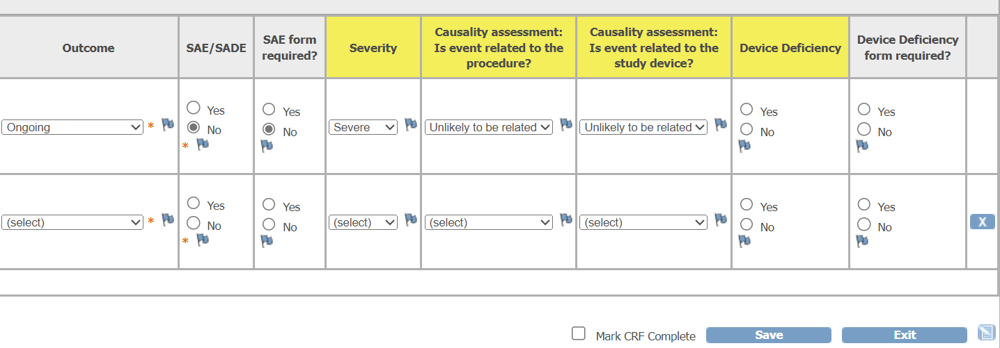 Outcome
SAE/SADE
SAE form
required?
Severity
Causality assessment:
Is event related to the
procedure?
Causality assessment:
Is event related to the
study device?
Device Deficiency
Device Deficiency
form required?
Ongoing *
Yes
No
*
Yes
No
Severe
Unlikely to be related
Unlikely to be related
Yes
No
Yes
No
(select) *
Yes
No
*
Yes
No
(select)
(select)
(select)
Yes
No
Yes
No
X
Mark CRF Complete
Save
Exit